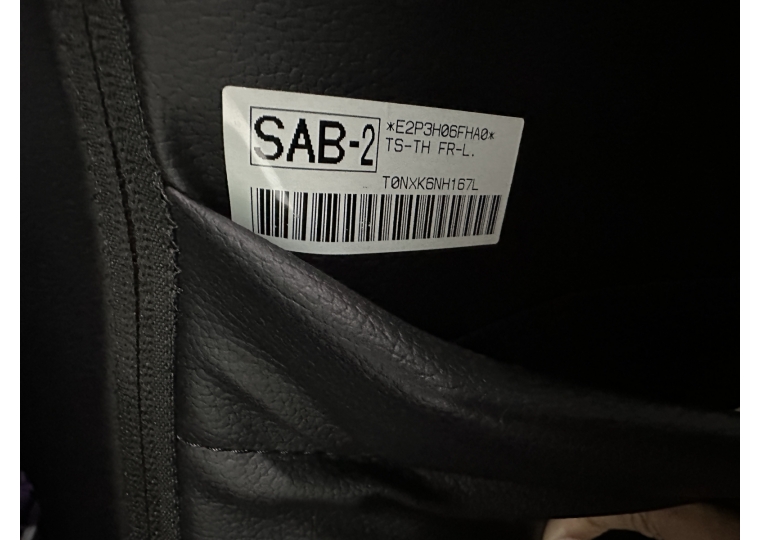 SAB-2
*E2P3H06FHA0*
TS-TH FR-L.
T0NXK6NH167L